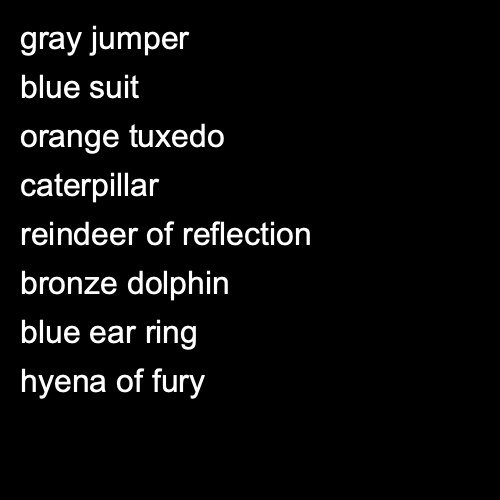 gray jumper
blue suit
orange tuxedo
caterpillar
reindeer of reflection
bronze dolphin
blue ear ring
hyena of fury